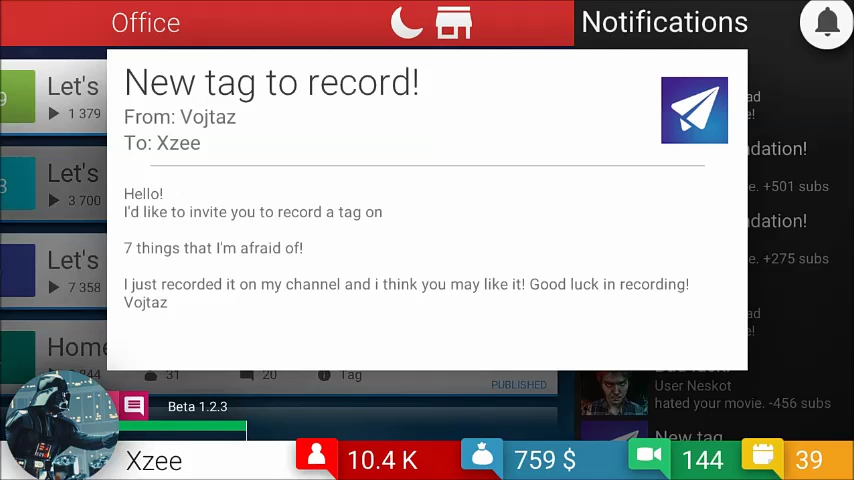 Office
Notifications
New tag to record!
From: Vojtaz
To: Xzee
Hello!
I'd like to invite you to record a tag on
7 things that I'm afraid of!
I just recorded it on my channel and i think you may like it! Good luck in recording!
Vojtaz
Let's
1 379
Let's
3 700
Let's
7 358
Home
844
31
20
Tag
PUBLISHED
ad
e!
dation!
e. +501 subs
dation!
e. +275 subs
ad
e!
User Neskot
hated your movie. -456 subs
New tag
Beta 1.2.3
Xzee
10.4 K
759 $
144
39